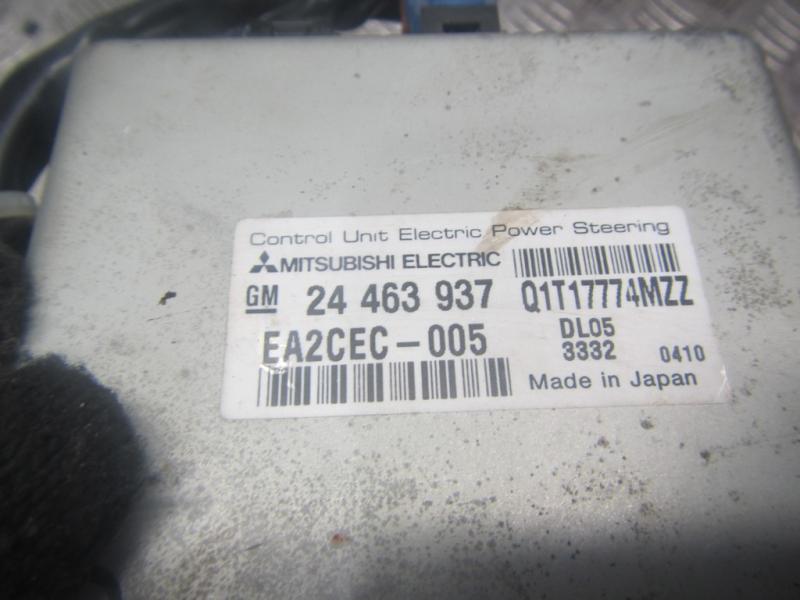 Control Unit Electric Power Steering
MITSUBISHI ELECTRIC
GM 24 463 937 Q1T17774MZZ
EA2CEC-005 DL05
3332 0410
Made in Japan